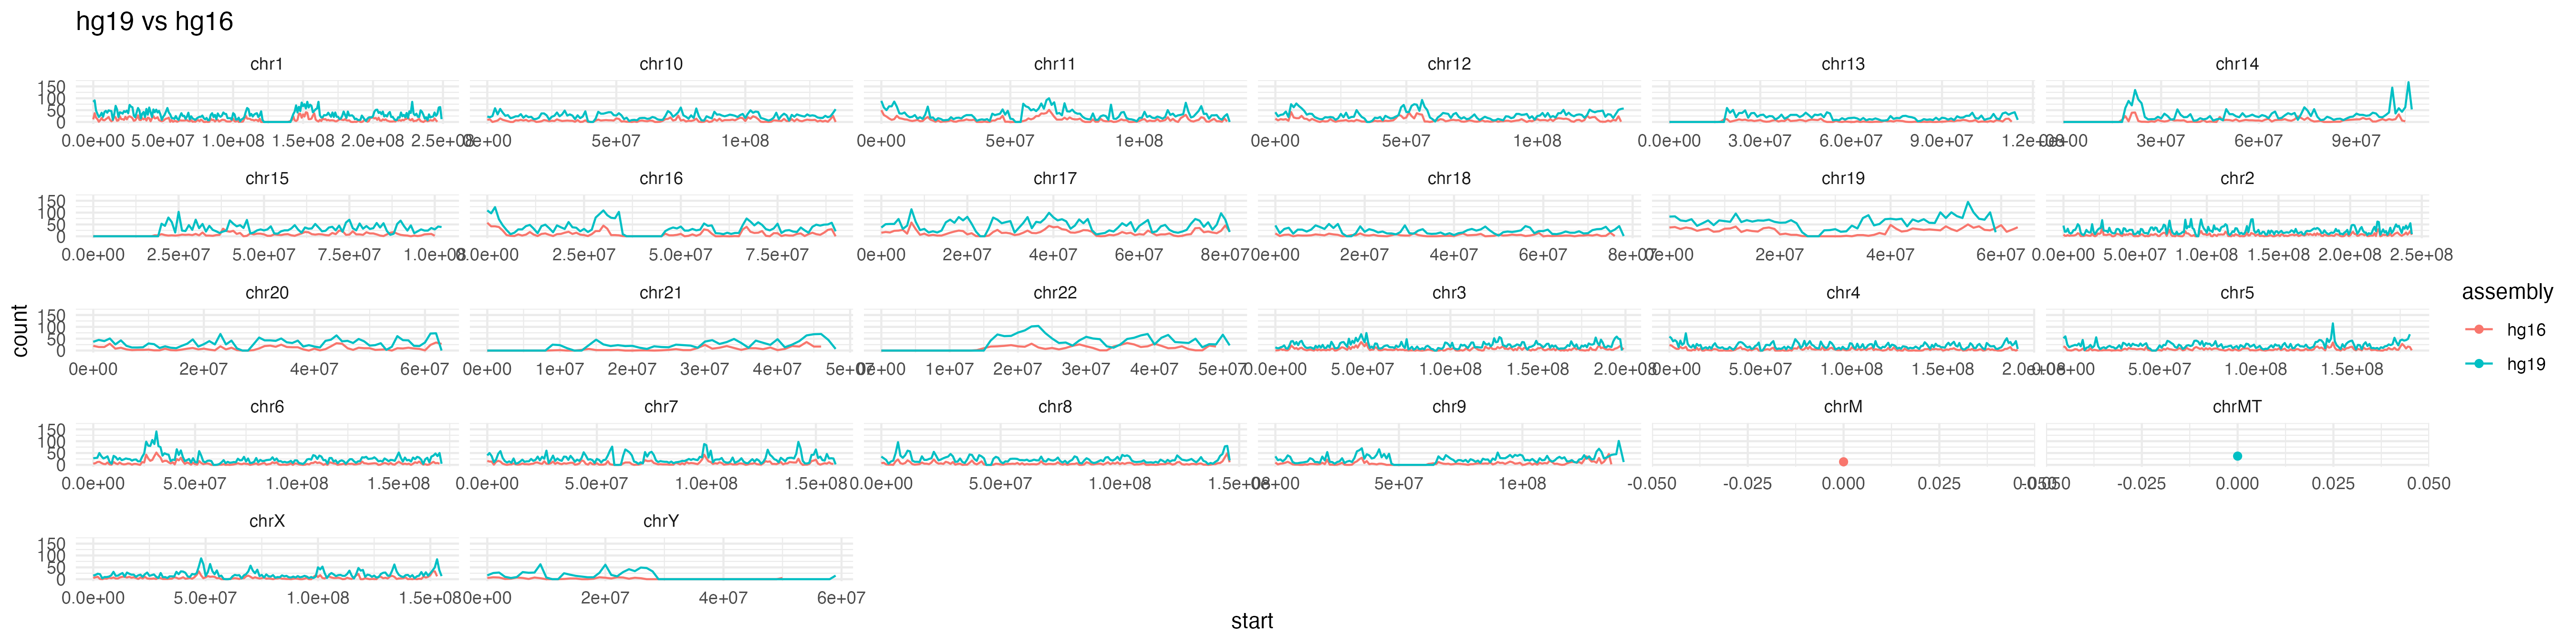 hg19 vs hg16
chr1 chr10 chr11 chr12 chr13 chr14
150
100
50
0
0.0e+00 5.0e+07 1.0e+08 1.5e+08 2.0e+08 2.5e+08 0e+00 5e+07 1e+08 0e+00 5e+07 1e+08 0e+00 5e+07 1e+08 0.0e+00 3.0e+07 6.0e+07 9.0e+07 1.2e+08 0e+00 3e+07 6e+07 9e+07
chr15 chr16 chr17 chr18 chr19 chr2
150
100
50
0
0.0e+00 2.5e+07 5.0e+07 7.5e+07 1.0e+08 0.0e+00 2.5e+07 5.0e+07 7.5e+07 0e+00 2e+07 4e+07 6e+07 8e+07 0e+00 2e+07 4e+07 6e+07 8e+07 0e+00 2e+07 4e+07 6e+07 0.0e+00 5.0e+07 1.0e+08 1.5e+08 2.0e+08 2.5e+08
chr20 chr21 chr22 chr3 chr4 chr5
150
100
50
0
0e+00 2e+07 4e+07 6e+07 0e+00 1e+07 2e+07 3e+07 4e+07 5e+07 0e+00 1e+07 2e+07 3e+07 4e+07 5e+07 0.0e+00 5.0e+07 1.0e+08 1.5e+08 2.0e+08 0.0e+00 5.0e+07 1.0e+08 1.5e+08 2.0e+08 0.0e+00 5.0e+07 1.0e+08 1.5e+08
chr6 chr7 chr8 chr9 chrM chrMT
150
100
50
0
0.0e+00 5.0e+07 1.0e+08 1.5e+08 0.0e+00 5.0e+07 1.0e+08 1.5e+08 0.0e+00 5.0e+07 1.0e+08 1.5e+08 0e+00 5e+07 1e+08 -0.050 -0.025 0.000 0.025 0.050 -0.050 -0.025 0.000 0.025 0.050
chrX chrY
150
100
50
0
0.0e+00 5.0e+07 1.0e+08 1.5e+08 0e+00 2e+07 4e+07 6e+07
start
count
assembly
hg16
hg19